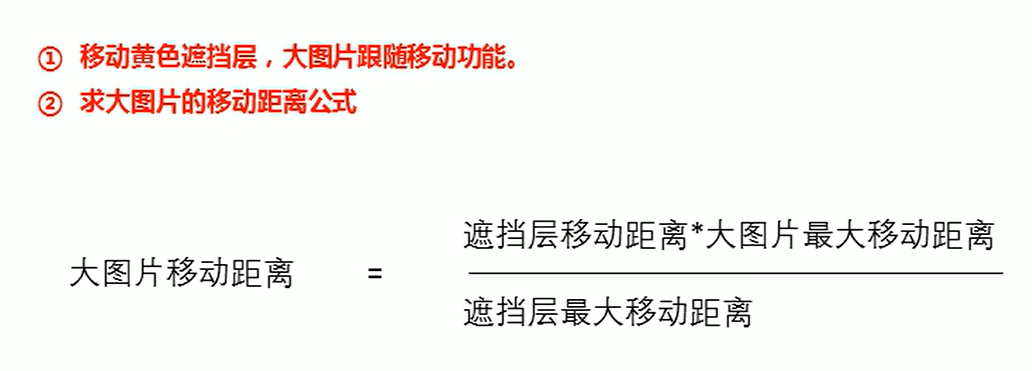 ① 移动黄色遮挡层，大图片跟随移动功能。
② 求大图片的移动距离公式
遮挡层移动距离*大图片最大移动距离
大图片移动距离 =
遮挡层最大移动距离